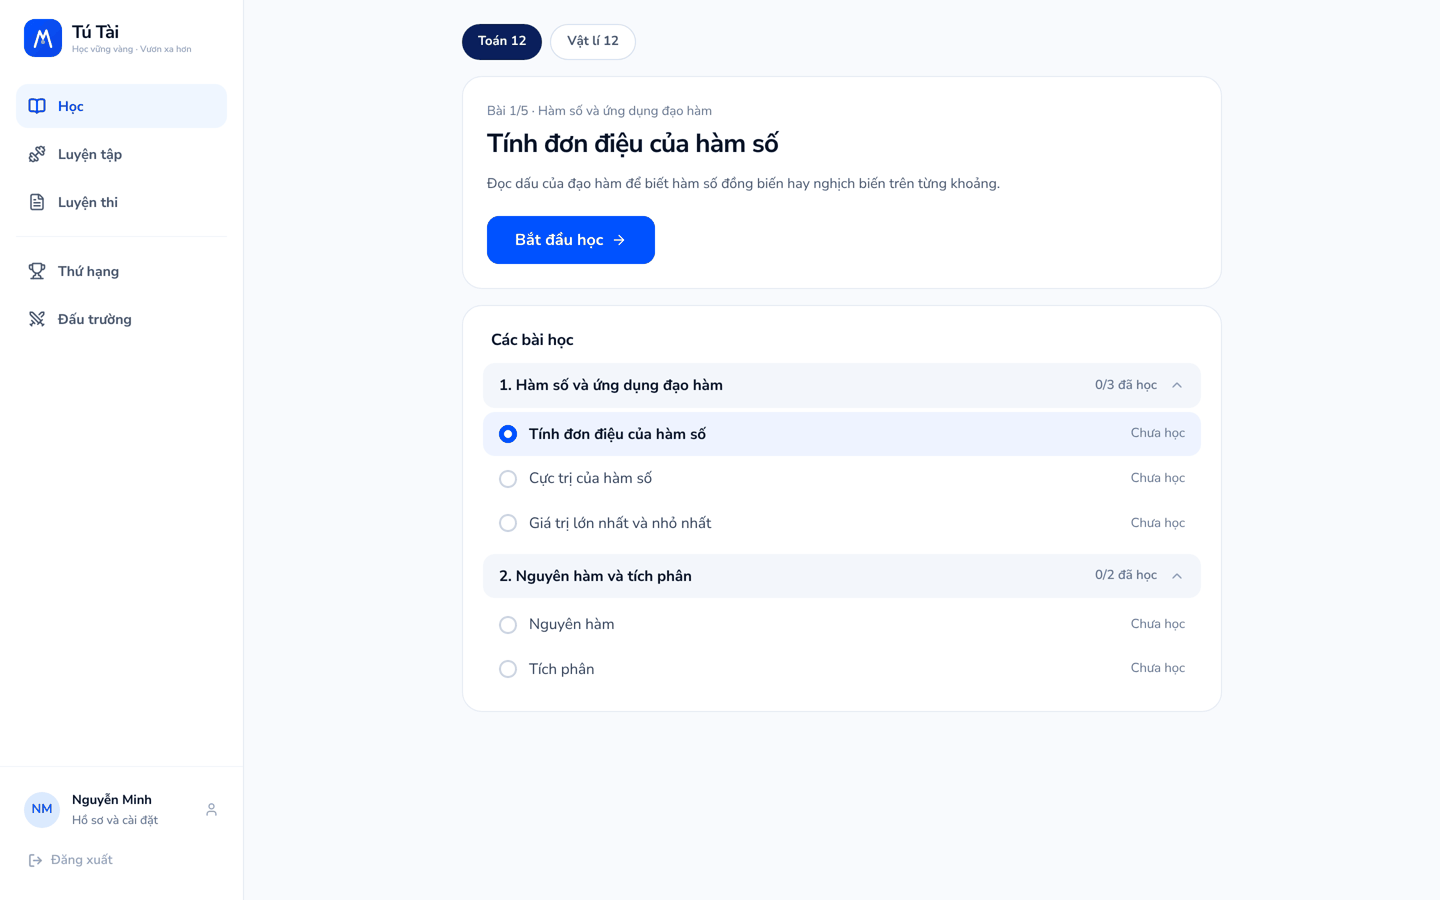 Tú Tài
Học vững vàng · Vươn xa hơn
Học
Luyện tập
Luyện thi
Thứ hạng
Đấu trường
NM
Nguyễn Minh
Hồ sơ và cài đặt
Đăng xuất
Toán 12
Vật lí 12
Bài 1/5 · Hàm số và ứng dụng đạo hàm
Tính đơn điệu của hàm số
Đọc dấu của đạo hàm để biết hàm số đồng biến hay nghịch biến trên từng khoảng.
Bắt đầu học
Các bài học
1. Hàm số và ứng dụng đạo hàm 0/3 đã học
Tính đơn điệu của hàm số Chưa học
Cực trị của hàm số Chưa học
Giá trị lớn nhất và nhỏ nhất Chưa học
2. Nguyên hàm và tích phân 0/2 đã học
Nguyên hàm Chưa học
Tích phân Chưa học